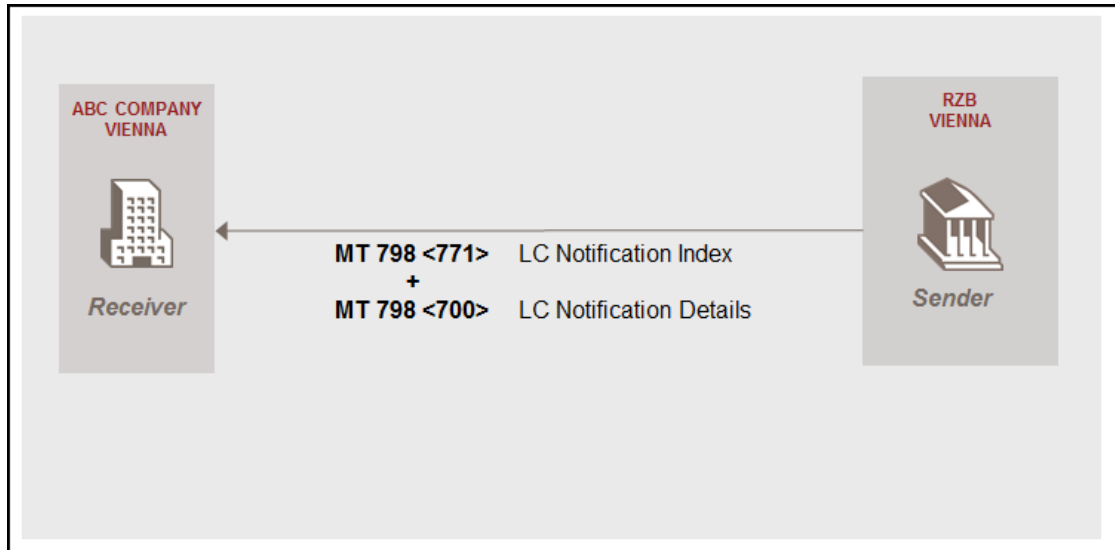 ABC COMPANY
VIENNA
Receiver
MT 798 <771> LC Notification Index
+
MT 798 <700> LC Notification Details
RZB
VIENNA
Sender